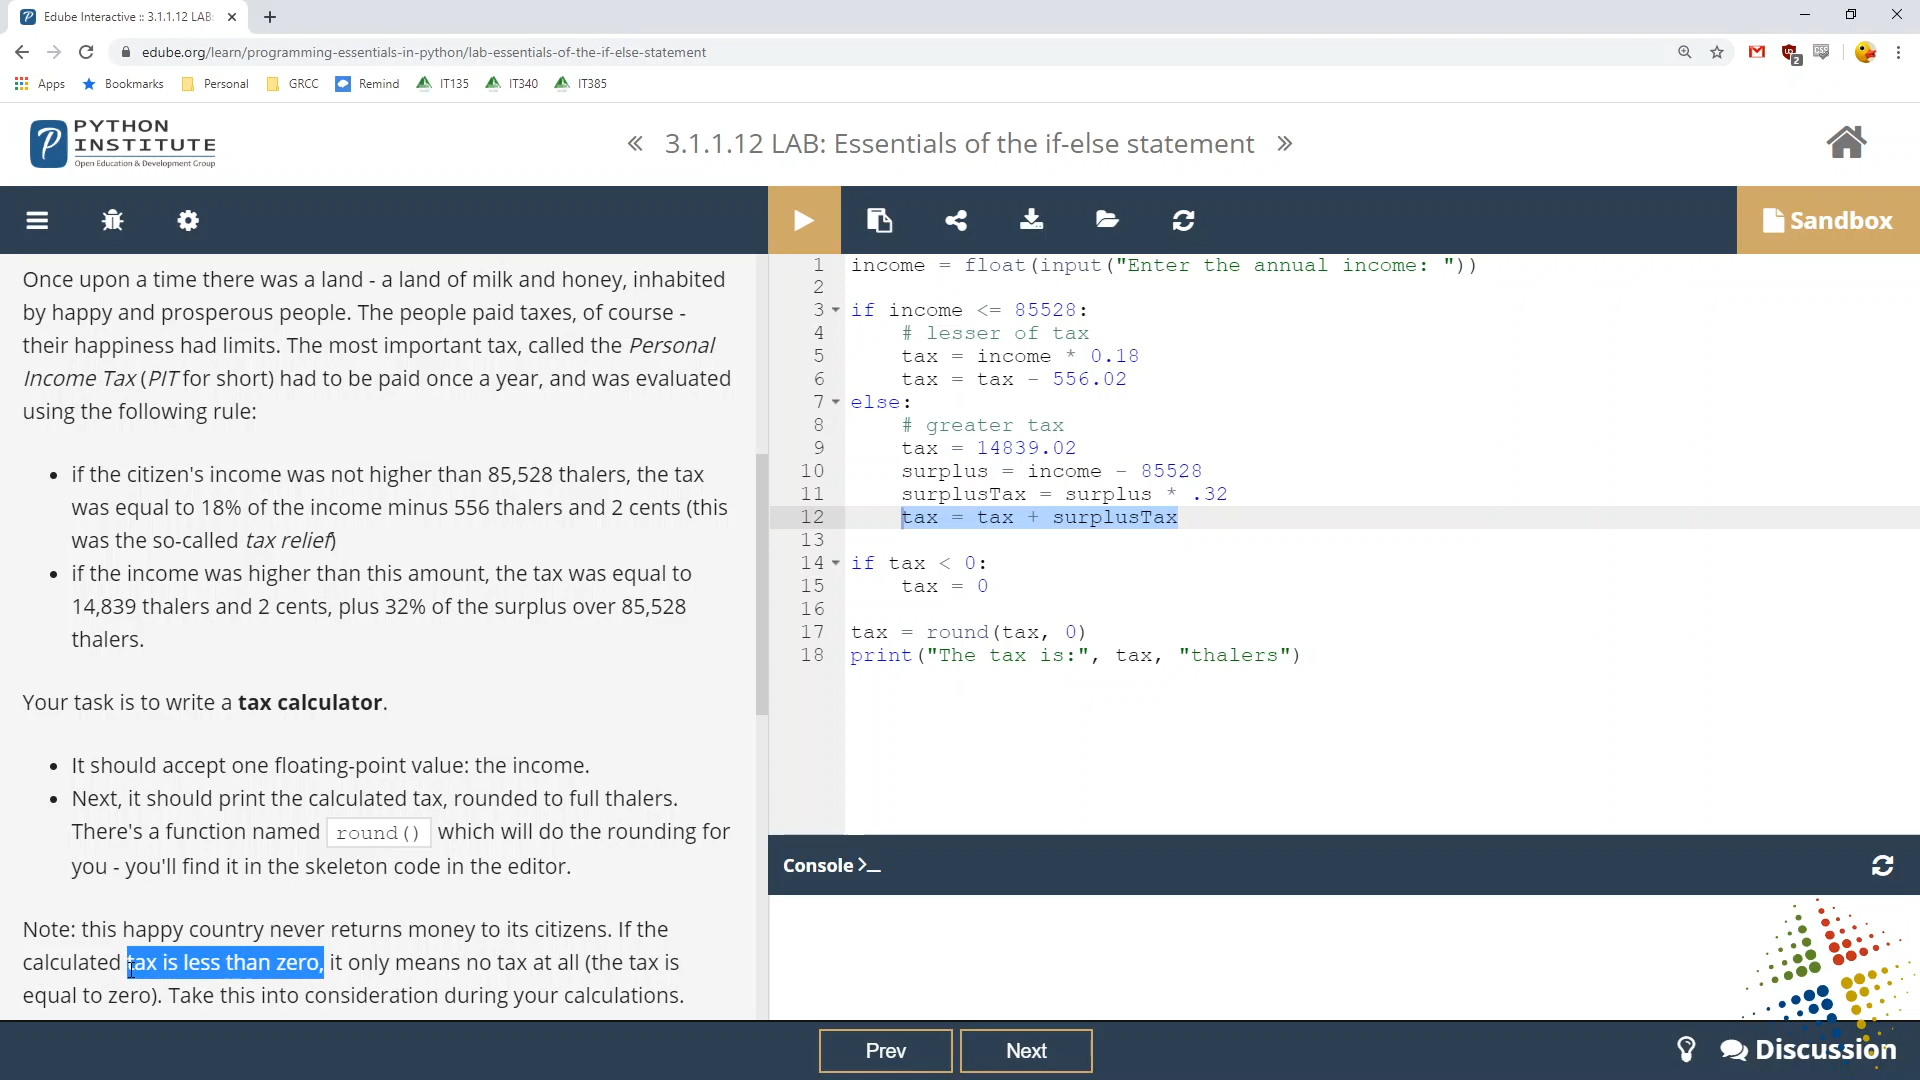 Edube Interactive :: 3.1.1.12 LAB:
edube.org/learn/programming-essentials-in-python/lab-essentials-of-the-if-else-statement
2
CSS
Apps
Bookmarks
Personal
GRCC
Remind
IT135
IT340
IT385
PYTHON
INSTITUTE
Open Education & Development Group
« 3.1.1.12 LAB: Essentials of the if-else statement »
Sandbox
Once upon a time there was a land - a land of milk and honey, inhabited
by happy and prosperous people. The people paid taxes, of course -
their happiness had limits. The most important tax, called the Personal
Income Tax (PIT for short) had to be paid once a year, and was evaluated
using the following rule:
• if the citizen's income was not higher than 85,528 thalers, the tax
was equal to 18% of the income minus 556 thalers and 2 cents (this
was the so-called tax relief)
• if the income was higher than this amount, the tax was equal to
14,839 thalers and 2 cents, plus 32% of the surplus over 85,528
thalers.
Your task is to write a tax calculator.
• It should accept one floating-point value: the income.
• Next, it should print the calculated tax, rounded to full thalers.
There's a function named round() which will do the rounding for
you - you'll find it in the skeleton code in the editor.
Note: this happy country never returns money to its citizens. If the
calculated tax is less than zero, it only means no tax at all (the tax is
equal to zero). Take this into consideration during your calculations.
1 income = float(input("Enter the annual income: "))
2
3 if income <= 85528:
4     # lesser of tax
5     tax = income * 0.18
6     tax = tax - 556.02
7 else:
8     # greater tax
9     tax = 14839.02
10     surplus = income - 85528
11     surplusTax = surplus * .32
12     tax = tax + surplusTax
13
14 if tax < 0:
15     tax = 0
16
17 tax = round(tax, 0)
18 print("The tax is:", tax, "thalers")
Console >_
Prev
Next
Discussion